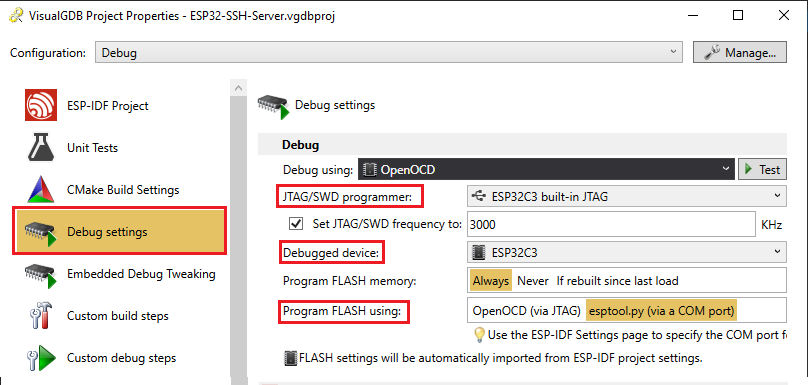 VisualGDB Project Properties - ESP32-SSH-Server.vgdbproj
Configuration: Debug Manage...
ESP-IDF Project
Unit Tests
CMake Build Settings
Debug settings
Embedded Debug Tweaking
Custom build steps
Custom debug steps
Debug settings
Debug
Debug using: OpenOCD Test
JTAG/SWD programmer: ESP32C3 built-in JTAG
Set JTAG/SWD frequency to: 3000 KHz
Debugged device: ESP32C3
Program FLASH memory: Always Never If rebuilt since last load
Program FLASH using: OpenOCD (via JTAG) esptool.py (via a COM port)
Use the ESP-IDF Settings page to specify the COM port f
FLASH settings will be automatically imported from ESP-IDF project settings.